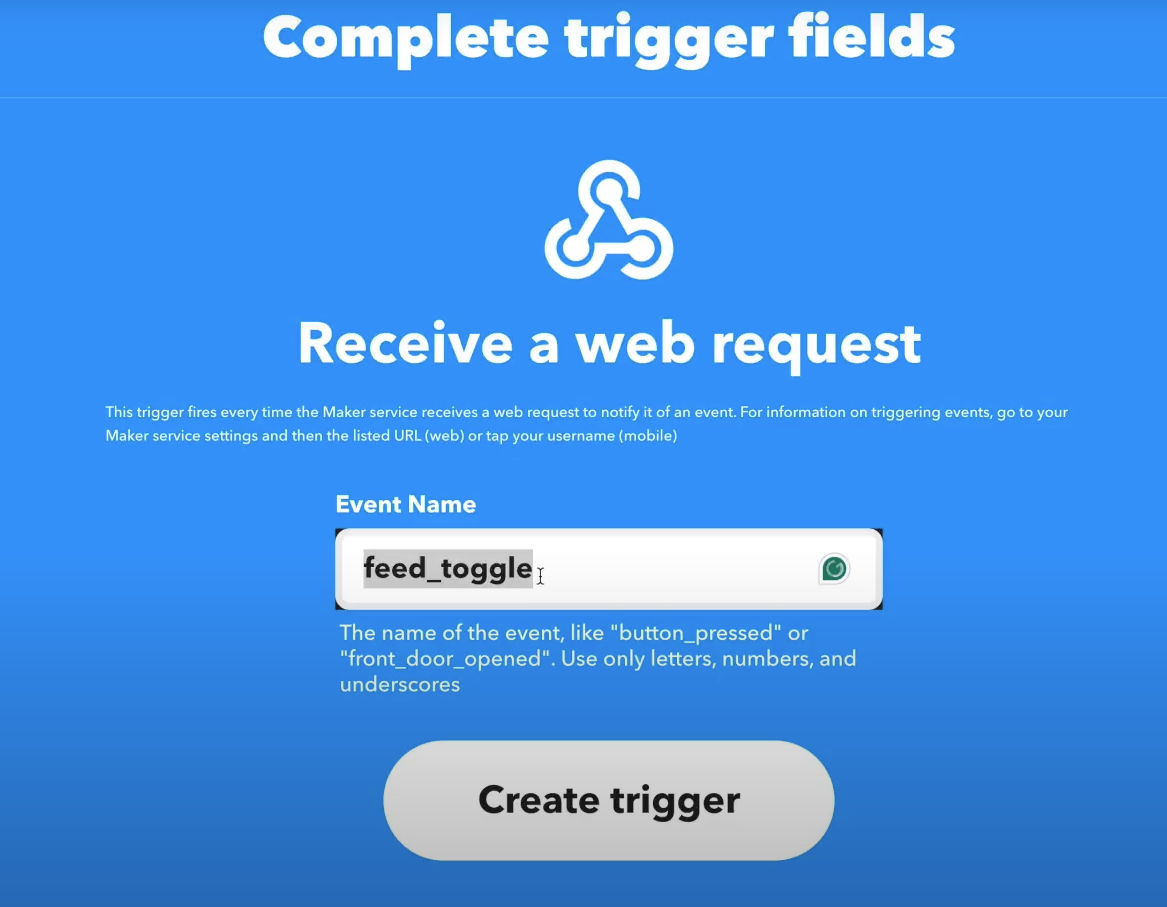 Complete trigger fields
Receive a web request
This trigger fires every time the Maker service receives a web request to notify it of an event. For information on triggering events, go to your
Maker service settings and then the listed URL (web) or tap your username (mobile)
Event Name
feed_toggle
The name of the event, like "button_pressed" or
"front_door_opened". Use only letters, numbers, and
underscores
Create trigger